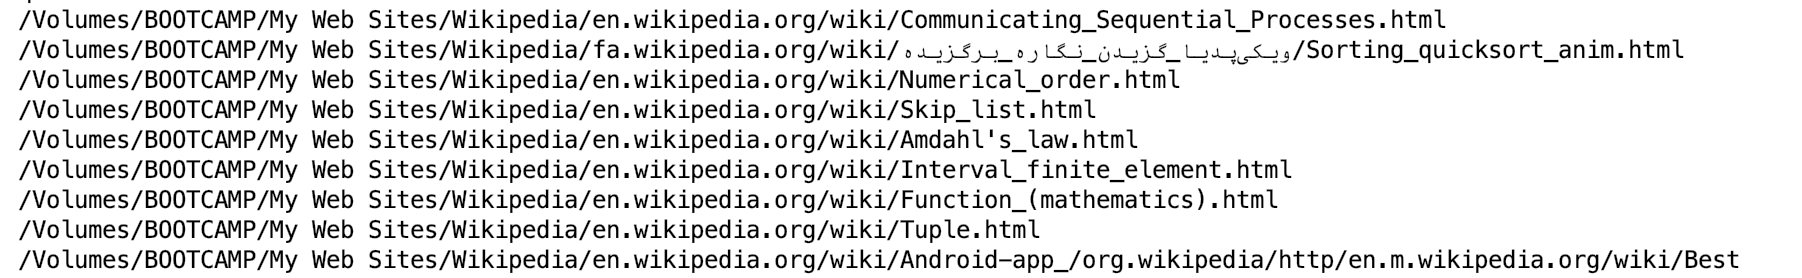 /Volumes/BOOTCAMP/My Web Sites/Wikipedia/en.wikipedia.org/wiki/Communicating_Sequential_Processes.html
/Volumes/BOOTCAMP/My Web Sites/Wikipedia/fa.wikipedia.org/wiki/ویکی‌پدیا_گزیدن_نگاره_برگزیده/Sorting_quicksort_anim.html
/Volumes/BOOTCAMP/My Web Sites/Wikipedia/en.wikipedia.org/wiki/Numerical_order.html
/Volumes/BOOTCAMP/My Web Sites/Wikipedia/en.wikipedia.org/wiki/Skip_list.html
/Volumes/BOOTCAMP/My Web Sites/Wikipedia/en.wikipedia.org/wiki/Amdahl's_law.html
/Volumes/BOOTCAMP/My Web Sites/Wikipedia/en.wikipedia.org/wiki/Interval_finite_element.html
/Volumes/BOOTCAMP/My Web Sites/Wikipedia/en.wikipedia.org/wiki/Function_(mathematics).html
/Volumes/BOOTCAMP/My Web Sites/Wikipedia/en.wikipedia.org/wiki/Tuple.html
/Volumes/BOOTCAMP/My Web Sites/Wikipedia/en.wikipedia.org/wiki/Android-app_/org.wikipedia/http/en.m.wikipedia.org/wiki/Best